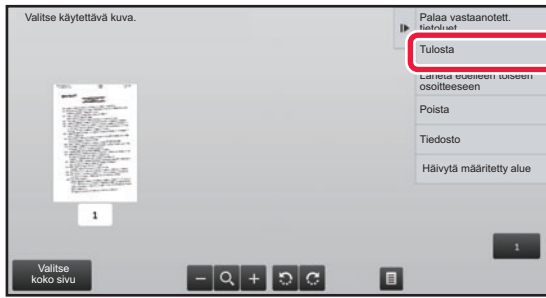 Valitse käytettävä kuva.
Palaa vastaanotett.
tietoluet.
Tulosta
Lähetä edelleen toiseen
osoitteeseen
Poista
Tiedosto
Häivytä määritetty alue
1
1
Valitse
koko sivu